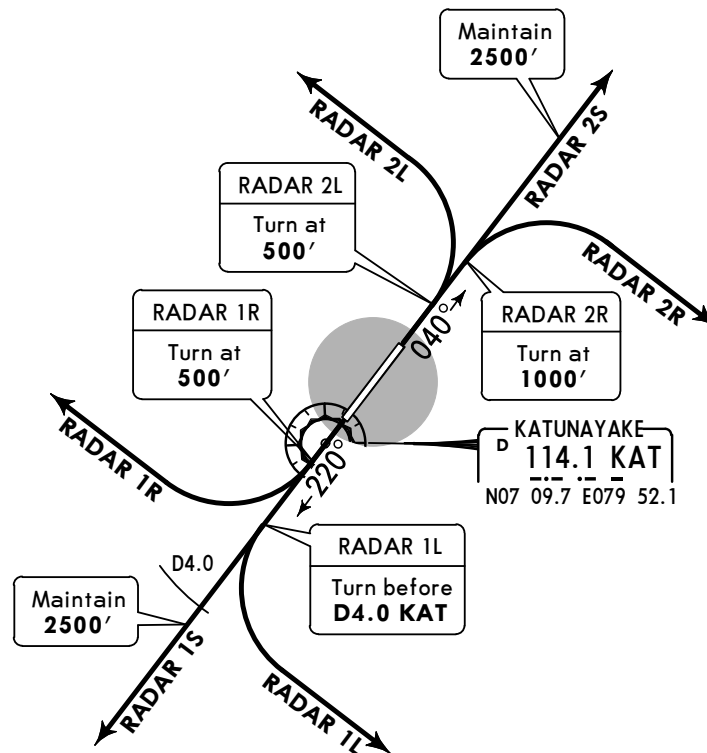 Maintain
2500′
RADAR 2S
RADAR 2L
RADAR 2L
Turn at
500′
RADAR 2R
040°
RADAR 1R
Turn at
500′
RADAR 2R
Turn at
1000′
KATUNAYAKE
D 114.1 KAT
N07 09.7 E079 52.1
220°
RADAR 1R
D4.0
RADAR 1L
Turn before
D4.0 KAT
Maintain
2500′
RADAR 1S
RADAR 1L